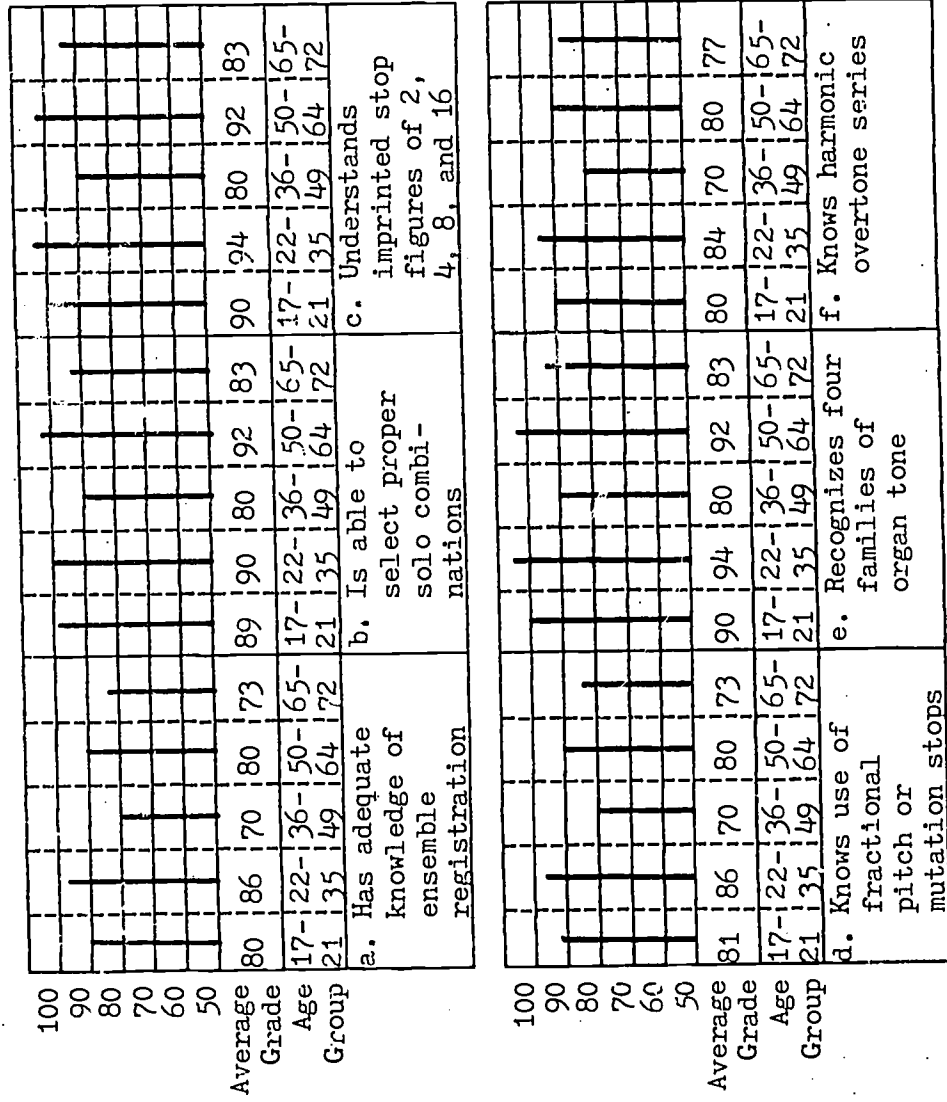 100
90
80
70
60
50
Average Grade 80 86 70 80 73 89 90 80 92 83 90 94 80 92 83
Age Group 17-21 22-35 36-49 50-64 65-72 17-21 22-35 36-49 50-64 65-72 17-21 22-35 36-49 50-64 65-72
a. Has adequate
knowledge of
ensemble
registration
b. Is able to
select proper
solo combi-
nations
c. Understands
imprinted stop
figures of 2,
4, 8, and 16
100
90
80
70
60
50
Average Grade 81 86 70 80 73 90 94 80 92 83 80 84 70 80 77
Age Group 17-21 22-35 36-49 50-64 65-72 17-21 22-35 36-49 50-64 65-72 17-21 22-35 36-49 50-64 65-72
d. Knows use of
fractional
pitch or
mutation stops
e. Recognizes four
families of
organ tone
f. Knows harmonic
overtone series